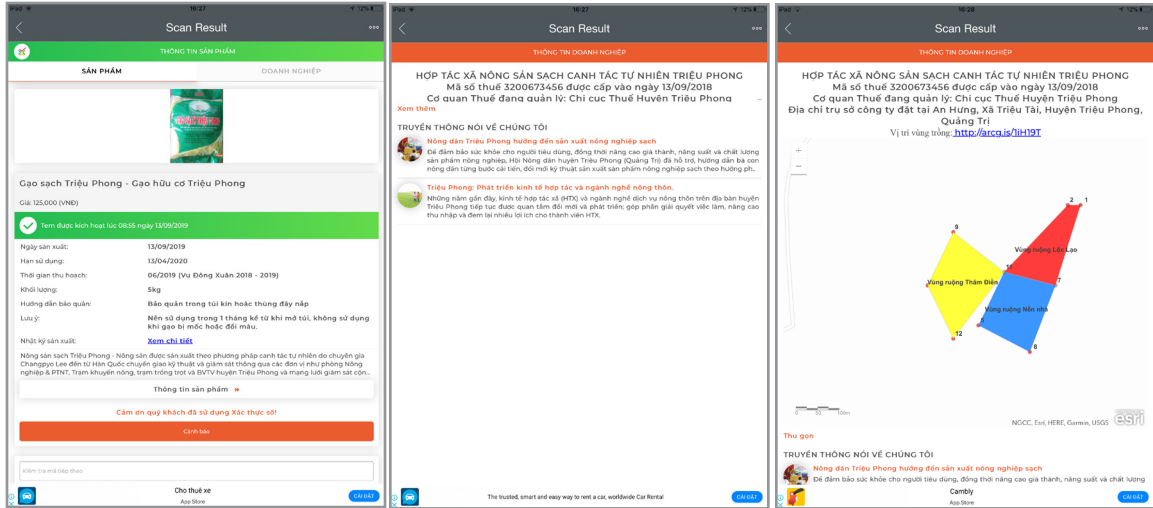 iPad
16:27
12%
Scan Result
THÔNG TIN SẢN PHẨM
SẢN PHẨM
DOANH NGHIỆP
Gạo sạch Triệu Phong - Gạo hữu cơ Triệu Phong
Giá: 125,000 (VNĐ)
Tem được kích hoạt lúc 08:55 ngày 13/09/2019
Ngày sản xuất: 13/09/2019
Hạn sử dụng: 13/04/2020
Thời gian thu hoạch: 06/2019 (Vụ Đông Xuân 2018 - 2019)
Khối lượng: 5kg
Hướng dẫn bảo quản: Bảo quản trong túi kín hoặc thùng đậy nắp
Lưu ý: Nên sử dụng trong 1 tháng kể từ khi mở túi, không sử dụng
khi gạo bị mốc hoặc đổi màu.
Nhật ký sản xuất: Xem chi tiết
Nông sản sạch Triệu Phong - Nông sản được sản xuất theo phương pháp canh tác tự nhiên do chuyên gia
Changpyo Lee đến từ Hàn Quốc chuyển giao kỹ thuật và giám sát thông qua các đơn vị như phòng Nông
nghiệp & PTNT, Trạm khuyến nông, trạm trồng trọt và BVTV huyện Triệu Phong và mạng lưới giám sát cộn..
Thông tin sản phẩm »
Cảm ơn quý khách đã sử dụng Xác thực số!
Cảnh báo
Kiểm tra mã tiếp theo
Cho thuê xe
App Store
CÀI ĐẶT
16:27
12%
Scan Result
THÔNG TIN DOANH NGHIỆP
HỢP TÁC XÃ NÔNG SẢN SẠCH CANH TÁC TỰ NHIÊN TRIỆU PHONG
Mã số thuế 3200673456 được cấp vào ngày 13/09/2018
Cơ quan Thuế đang quản lý: Chi cục Thuế Huyện Triệu Phong
Xem thêm
TRUYỀN THÔNG NÓI VỀ CHÚNG TÔI
Nông dân Triệu Phong hướng đến sản xuất nông nghiệp sạch
Để đảm bảo sức khỏe cho người tiêu dùng, đồng thời nâng cao giá thành, năng suất và chất lượng
sản phẩm nông nghiệp, Hội Nông dân huyện Triệu Phong (Quảng Trị) đã hỗ trợ, hướng dẫn bà con
nông dân từng bước cải tiến, đổi mới kỹ thuật sản xuất sản phẩm nông nghiệp sạch theo hướng ph..
Triệu Phong: Phát triển kinh tế hợp tác và ngành nghề nông thôn.
Những năm gần đây, kinh tế hợp tác xã (HTX) và ngành nghề dịch vụ nông thôn trên địa bàn huyện
Triệu Phong tiếp tục được quan tâm đổi mới và phát triển; góp phần giải quyết việc làm, nâng cao
thu nhập và đem lại nhiều lợi ích cho thành viên HTX.
The trusted, smart and easy way to rent a car, worldwide Car Rental
CÀI ĐẶT
iPad
16:28
12%
Scan Result
THÔNG TIN DOANH NGHIỆP
HỢP TÁC XÃ NÔNG SẢN SẠCH CANH TÁC TỰ NHIÊN TRIỆU PHONG
Mã số thuế 3200673456 được cấp vào ngày 13/09/2018
Cơ quan Thuế đang quản lý: Chi cục Thuế Huyện Triệu Phong
Địa chỉ trụ sở công ty đặt tại An Hưng, Xã Triệu Tài, Huyện Triệu Phong,
Quảng Trị
Vị trí vùng trồng: http://arcg.is/1iH19T
+
−
2 1
9
Vùng ruộng Lộc Lạo
11
7
Vùng ruộng Thâm Điền
Vùng ruộng Nền nhà
5
12
8
0 50 100m
NGCC, Esri, HERE, Garmin, USGS
esri
Thu gọn
TRUYỀN THÔNG NÓI VỀ CHÚNG TÔI
Nông dân Triệu Phong hướng đến sản xuất nông nghiệp sạch
Để đảm bảo sức khỏe cho người tiêu dùng, đồng thời nâng cao giá thành, năng suất và chất lượng
Cambly
App Store
CÀI ĐẶT